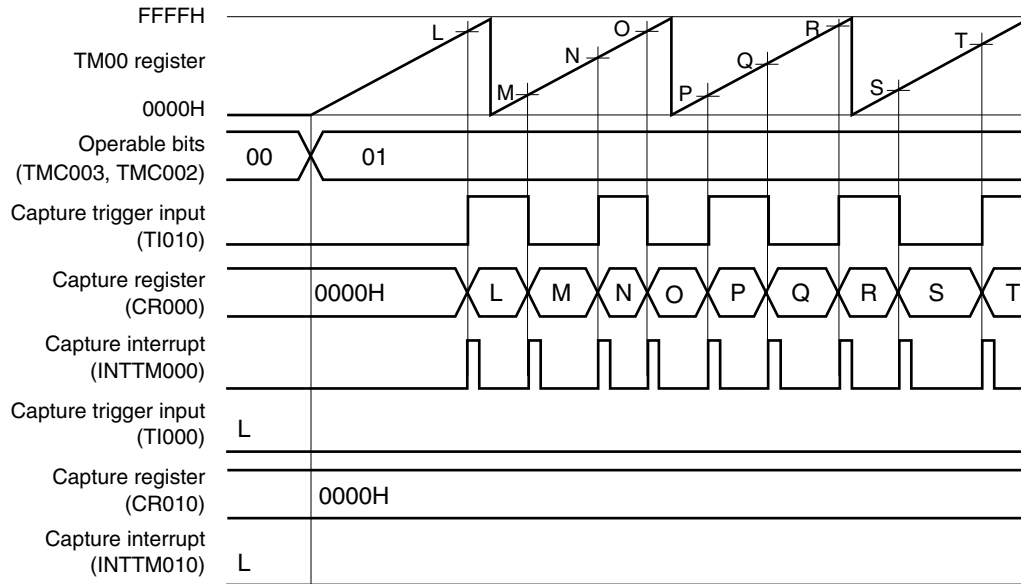 FFFFH
TM00 register
0000H
L M N O P Q R S T
Operable bits
(TMC003, TMC002)
00 01
Capture trigger input
(TI010)
Capture register
(CR000)
0000H L M N O P Q R S T
Capture interrupt
(INTTM000)
Capture trigger input
(TI000)
L
Capture register
(CR010)
0000H
Capture interrupt
(INTTM010)
L